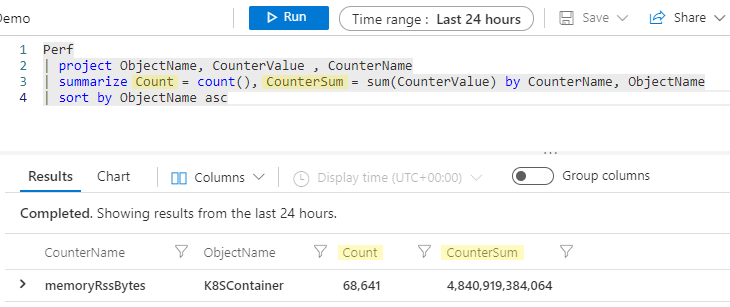 Demo
Run
Time range : Last 24 hours
Save
Share
1 Perf
2 | project ObjectName, CounterValue , CounterName
3 | summarize Count = count(), CounterSum = sum(CounterValue) by CounterName, ObjectName
4 | sort by ObjectName asc
...
Results Chart Columns Display time (UTC+00:00) Group columns
Completed. Showing results from the last 24 hours.
CounterName ObjectName Count CounterSum
memoryRssBytes K8SContainer 68,641 4,840,919,384,064